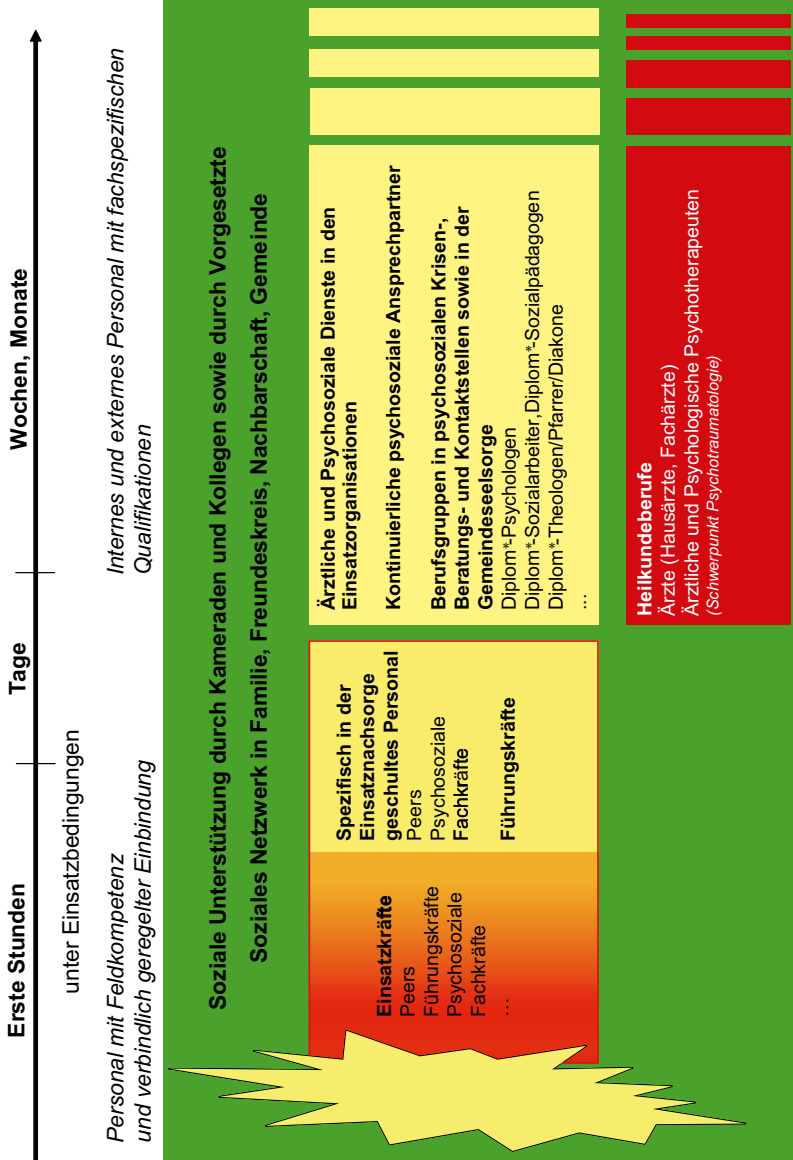 Erste Stunden
Tage
Wochen, Monate
unter Einsatzbedingungen
Personal mit Feldkompetenz
und verbindlich geregelter Einbindung
Internes und externes Personal mit fachspezifischen
Qualifikationen
Soziale Unterstützung durch Kameraden und Kollegen sowie durch Vorgesetzte
Soziales Netzwerk in Familie, Freundeskreis, Nachbarschaft, Gemeinde
Einsatzkräfte
Peers
Führungskräfte
Psychosoziale
Fachkräfte
…
Spezifisch in der
Einsatznachsorge
geschultes Personal
Peers
Psychosoziale
Fachkräfte
Führungskräfte
Ärztliche und Psychosoziale Dienste in den
Einsatzorganisationen
Kontinuierliche psychosoziale Ansprechpartner
Berufsgruppen in psychosozialen Krisen-,
Beratungs- und Kontaktstellen sowie in der
Gemeindeseelsorge
Diplom*-Psychologen
Diplom*-Sozialarbeiter, Diplom*-Sozialpädagogen
Diplom*-Theologen/Pfarrer/Diakone
…
Heilkundeberufe
Ärzte (Hausärzte, Fachärzte)
Ärztliche und Psychologische Psychotherapeuten
(Schwerpunkt Psychotraumatologie)